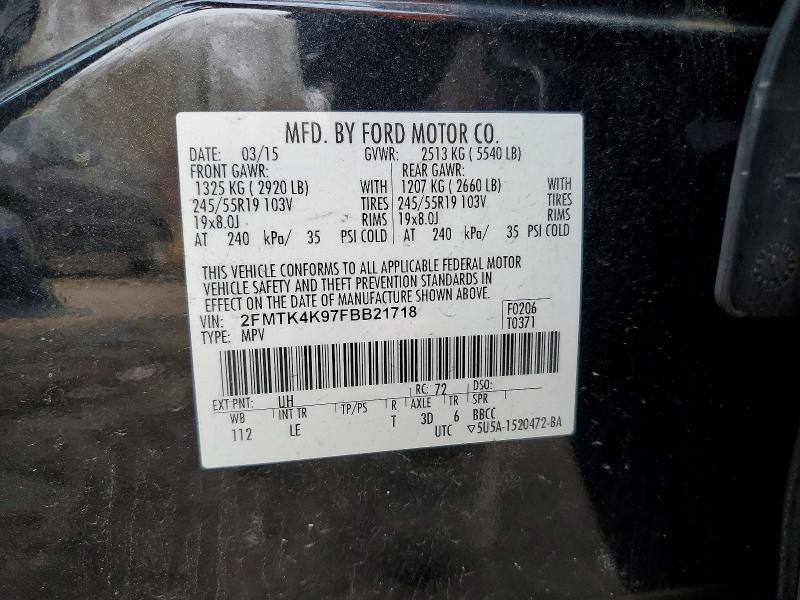 MFD. BY FORD MOTOR CO.
DATE: 03/15 GVWR: 2513 KG ( 5540 LB)
FRONT GAWR: REAR GAWR:
1325 KG ( 2920 LB) WITH 1207 KG ( 2660 LB) WITH
245/55R19 103V TIRES 245/55R19 103V TIRES
19x8.0J RIMS 19x8.0J RIMS
AT 240 kPa/ 35 PSI COLD AT 240 kPa/ 35 PSI COLD
THIS VEHICLE CONFORMS TO ALL APPLICABLE FEDERAL MOTOR
VEHICLE SAFETY AND THEFT PREVENTION STANDARDS IN
EFFECT ON THE DATE OF MANUFACTURE SHOWN ABOVE.
VIN: 2FMTK4K97FBB21718 F0206
TYPE: MPV T0371
EXT PNT: UH RC: 72 DSO:
WB INT TR TP/PS R AXLE TR SPR
112 LE T 3D 6 BBCC
UTC ▽5U5A-1520472-BA